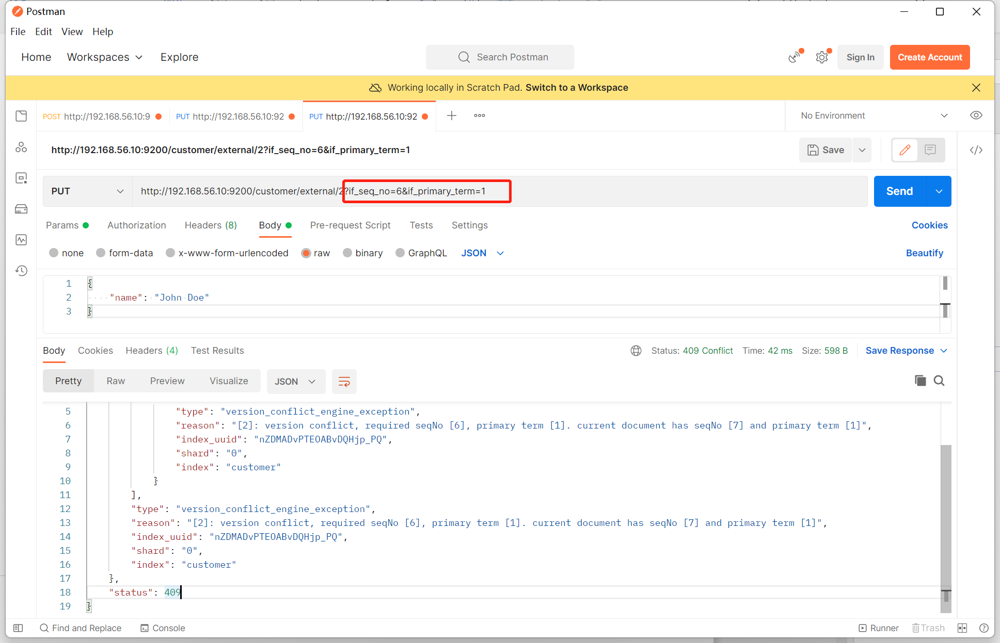 Postman
File Edit View Help
Home Workspaces Explore Search Postman Sign In Create Account
Working locally in Scratch Pad. Switch to a Workspace
POST http://192.168.56.10:9 PUT http://192.168.56.10:92 PUT http://192.168.56.10:92 No Environment
http://192.168.56.10:9200/customer/external/2?if_seq_no=6&if_primary_term=1 Save
PUT http://192.168.56.10:9200/customer/external/2?if_seq_no=6&if_primary_term=1 Send
Params Authorization Headers (8) Body Pre-request Script Tests Settings Cookies
none form-data x-www-form-urlencoded raw binary GraphQL JSON Beautify
1 {
2 "name": "John Doe"
3 }
Body Cookies Headers (4) Test Results Status: 409 Conflict Time: 42 ms Size: 598 B Save Response
Pretty Raw Preview Visualize JSON
5 "type": "version_conflict_engine_exception",
6 "reason": "[2]: version conflict, required seqNo [6], primary term [1]. current document has seqNo [7] and primary term [1]",
7 "index_uuid": "nZDMADvPTEOABvDQHjp_PQ",
8 "shard": "0",
9 "index": "customer"
10 }
11 ],
12 "type": "version_conflict_engine_exception",
13 "reason": "[2]: version conflict, required seqNo [6], primary term [1]. current document has seqNo [7] and primary term [1]",
14 "index_uuid": "nZDMADvPTEOABvDQHjp_PQ",
15 "shard": "0",
16 "index": "customer"
17 },
18 "status": 409
19 }
Find and Replace Console Runner Trash